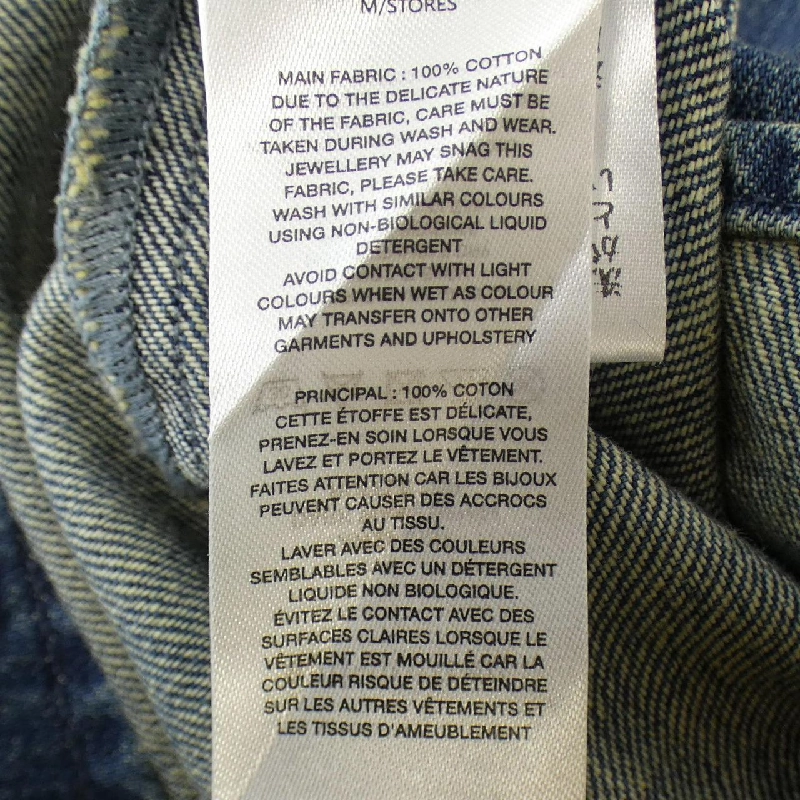 M/STORES
MAIN FABRIC : 100% COTTON
DUE TO THE DELICATE NATURE
OF THE FABRIC, CARE MUST BE
TAKEN DURING WASH AND WEAR.
JEWELLERY MAY SNAG THIS
FABRIC, PLEASE TAKE CARE.
WASH WITH SIMILAR COLOURS
USING NON-BIOLOGICAL LIQUID
DETERGENT
AVOID CONTACT WITH LIGHT
COLOURS WHEN WET AS COLOUR
MAY TRANSFER ONTO OTHER
GARMENTS AND UPHOLSTERY
PRINCIPAL : 100% COTON
CETTE ÉTOFFE EST DÉLICATE,
PRENEZ-EN SOIN LORSQUE VOUS
LAVEZ ET PORTEZ LE VÊTEMENT.
FAITES ATTENTION CAR LES BIJOUX
PEUVENT CAUSER DES ACCROCS
AU TISSU.
LAVER AVEC DES COULEURS
SEMBLABLES AVEC UN DÉTERGENT
LIQUIDE NON BIOLOGIQUE.
ÉVITEZ LE CONTACT AVEC DES
SURFACES CLAIRES LORSQUE LE
VÊTEMENT EST MOUILLÉ CAR LA
COULEUR RISQUE DE DÉTEINDRE
SUR LES AUTRES VÊTEMENTS ET
LES TISSUS D'AMEUBLEMENT